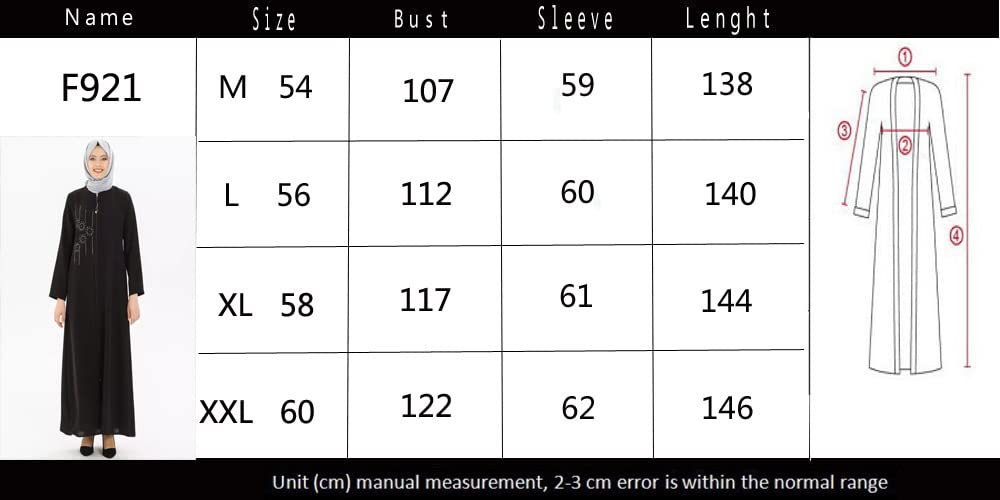 Name Size Bust Sleeve Lenght
F921 M 54 107 59 138
L 56 112 60 140
XL 58 117 61 144
XXL 60 122 62 146
① ② ③ ④
Unit (cm) manual measurement, 2-3 cm error is within the normal range